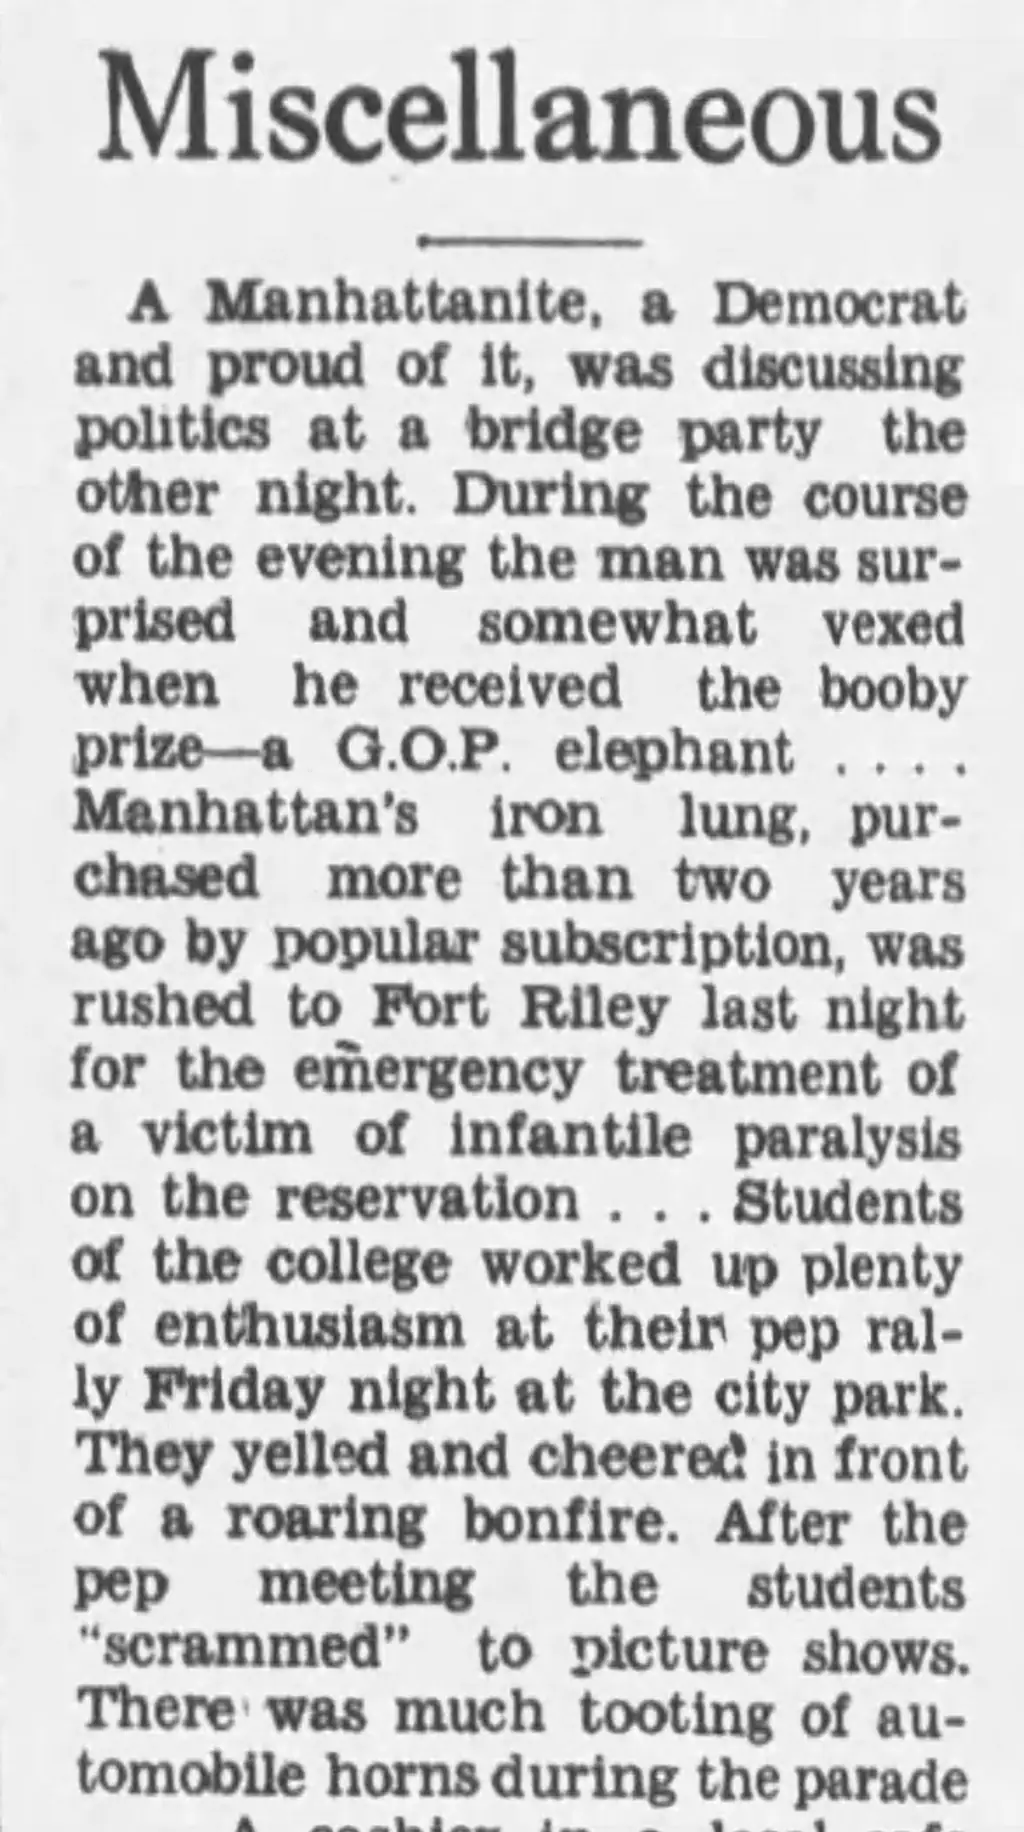 Miscellaneous
A Manhattanite, a Democrat
and proud of it, was discussing
politics at a bridge party the
other night. During the course
of the evening the man was sur-
prised and somewhat vexed
when he received the booby
prize—a G.O.P. elephant . . . .
Manhattan's iron lung, pur-
chased more than two years
ago by popular subscription, was
rushed to Fort Riley last night
for the emergency treatment of
a victim of infantile paralysis
on the reservation . . . Students
of the college worked up plenty
of enthusiasm at their pep ral-
ly Friday night at the city park.
They yelled and cheered in front
of a roaring bonfire. After the
pep meeting the students
"scrammed" to picture shows.
There was much tooting of au-
tomobile horns during the parade